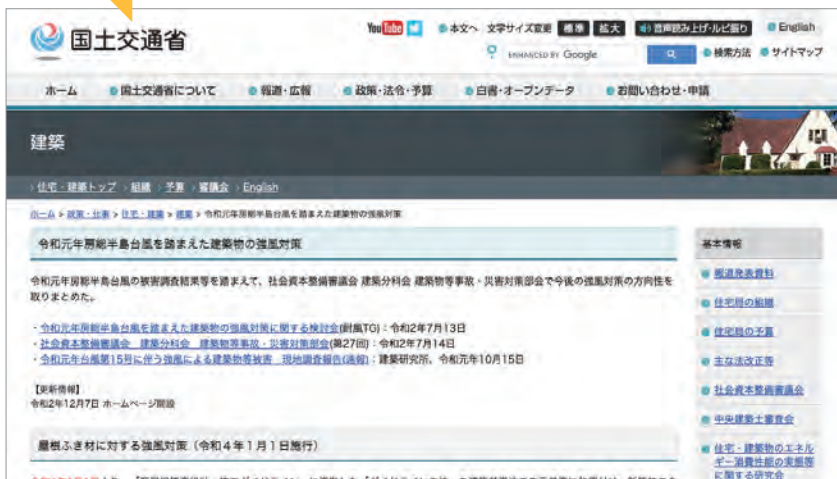 国土交通省
YouTube 本文へ 文字サイズ変更 標準 拡大 音声読み上げ・ルビ振り English
ENHANCED BY Google 検索方法 サイトマップ
ホーム 国土交通省について 報道・広報 政策・法令・予算 白書・オープンデータ お問い合わせ・申請
建築
住宅・建築トップ 組織 予算 審議会 English
ホーム > 政策・仕事 > 住宅・建築 > 建築 > 令和元年房総半島台風を踏まえた建築物の強風対策
令和元年房総半島台風を踏まえた建築物の強風対策
令和元年房総半島台風の被害調査結果等を踏まえて、社会資本整備審議会 建築分科会 建築物等事故・災害対策部会で今後の強風対策の方向性を
取りまとめた。
・令和元年房総半島台風を踏まえた建築物の強風対策に関する検討会(耐風TG):令和2年7月13日
・社会資本整備審議会 建築分科会 建築物等事故・災害対策部会(第27回):令和2年7月14日
・令和元年台風第15号に伴う強風による建築物等被害 現地調査報告(速報):建築研究所、令和元年10月15日
【更新情報】
令和2年12月7日 ホームページ開設
屋根ふき材に対する強風対策(令和4年1月1日施行)
基本情報
報道発表資料
住宅局の組織
住宅局の予算
主な法改正等
社会資本整備審議会
中央建築士審査会
住宅・建築物のエネル
ギー消費性能の実態等
に関する研究会